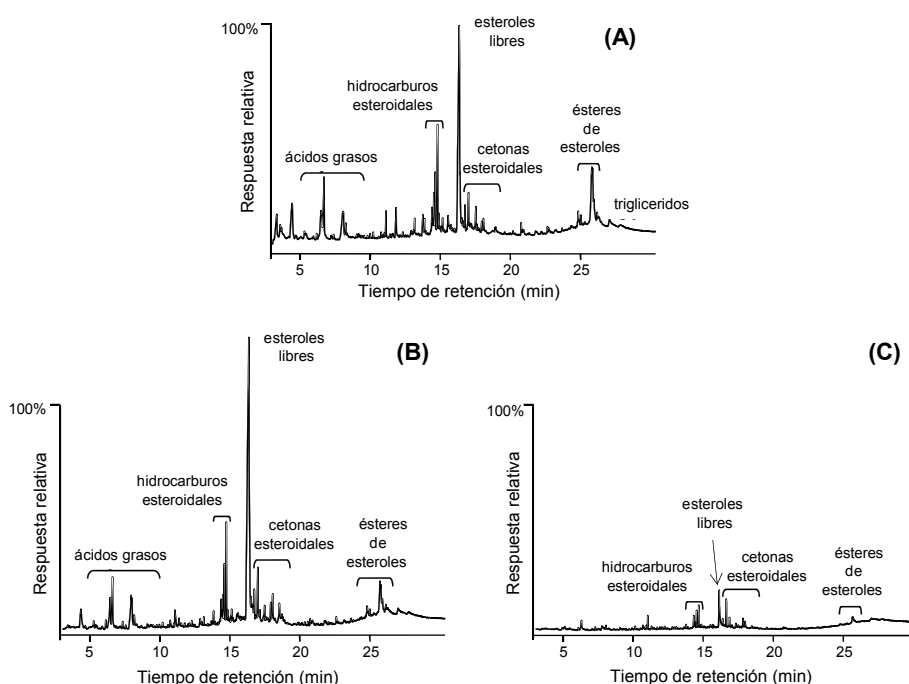 (A)
100%
Respuesta relativa
esteroles
libres
hidrocarburos
esteroidales
ácidos grasos
cetonas
esteroidales
ésteres
de
esteroles
trigliceridos
5 10 15 20 25
Tiempo de retención (min)
(B)
100%
Respuesta relativa
esteroles
libres
hidrocarburos
esteroidales
ácidos grasos
cetonas
esteroidales
ésteres
de
esteroles
5 10 15 20 25
Tiempo de retención (min)
(C)
100%
Respuesta relativa
esteroles
libres
hidrocarburos
esteroidales
cetonas
esteroidales
ésteres
de
esteroles
5 10 15 20 25
Tiempo de retención (min)